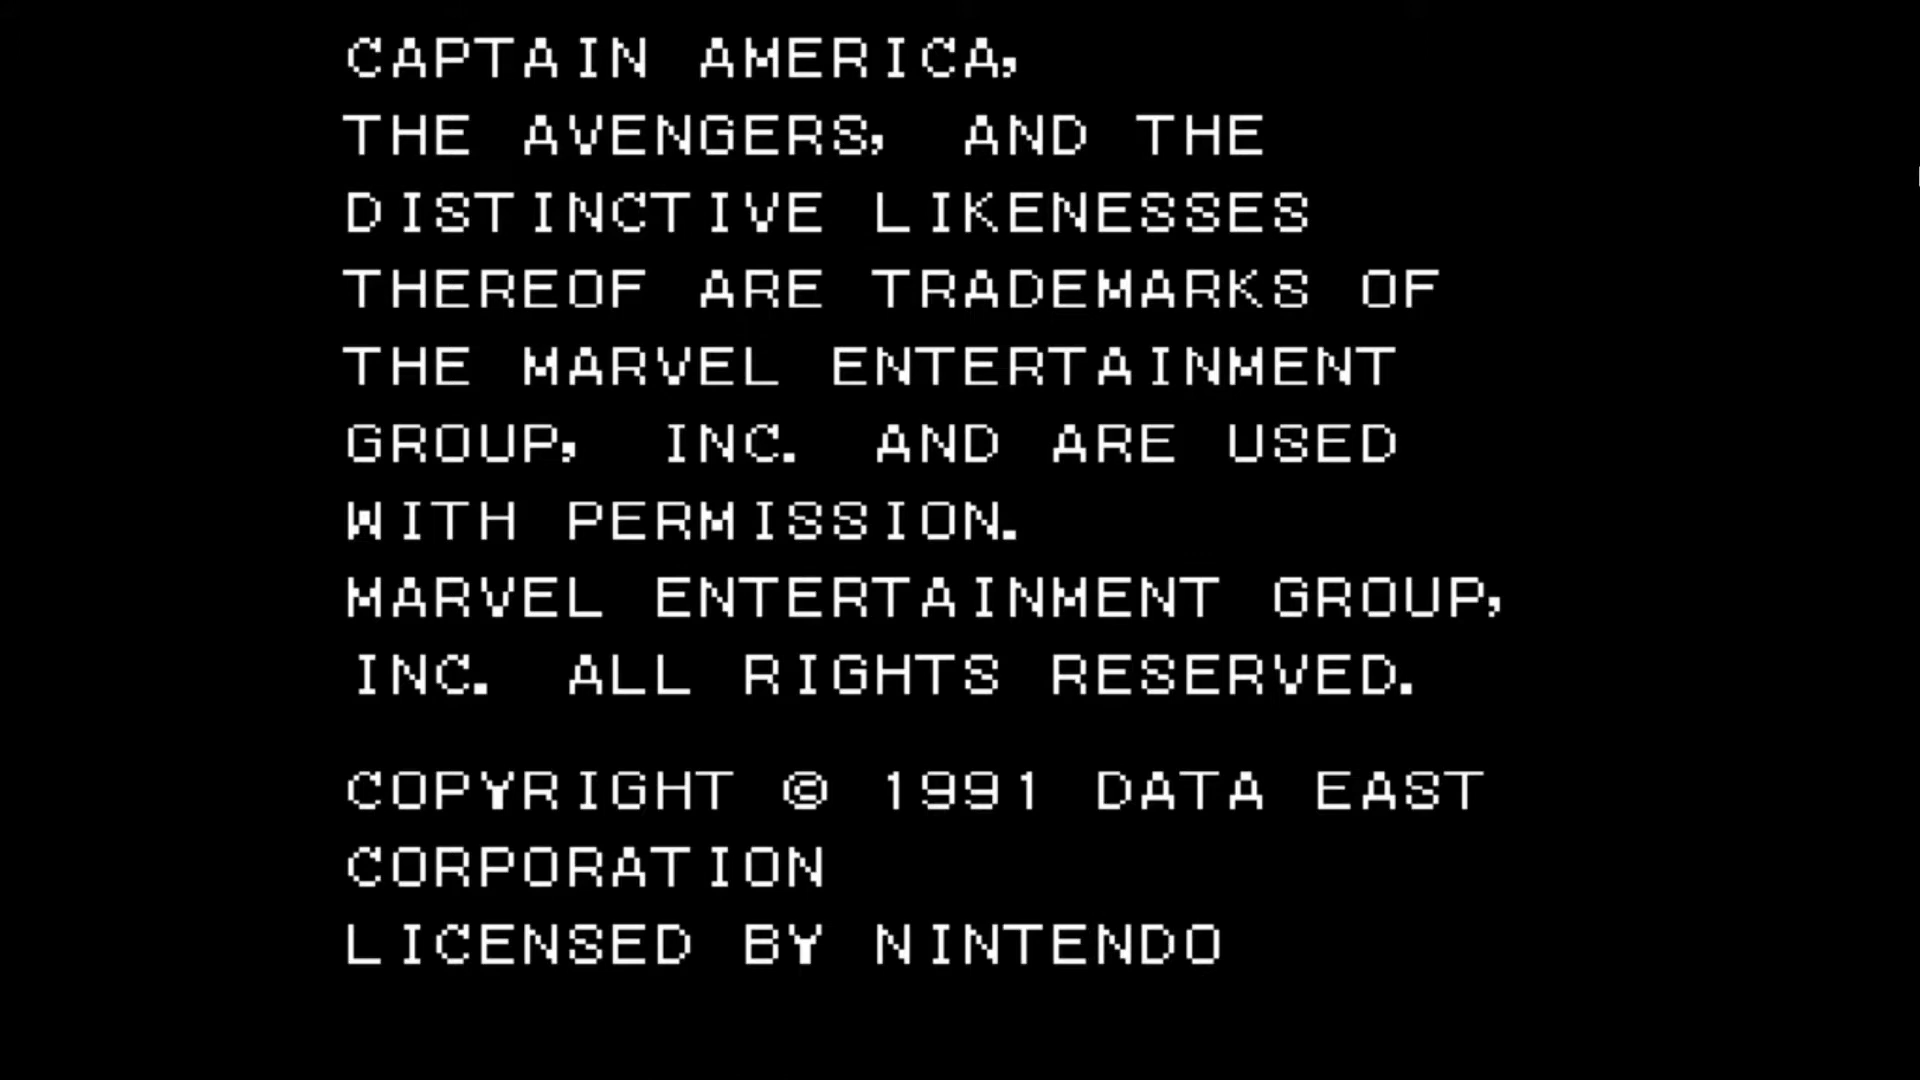 CAPTAIN AMERICA,
THE AVENGERS, AND THE
DISTINCTIVE LIKENESSES
THEREOF ARE TRADEMARKS OF
THE MARVEL ENTERTAINMENT
GROUP, INC. AND ARE USED
WITH PERMISSION.
MARVEL ENTERTAINMENT GROUP,
INC. ALL RIGHTS RESERVED.
COPYRIGHT © 1991 DATA EAST
CORPORATION
LICENSED BY NINTENDO